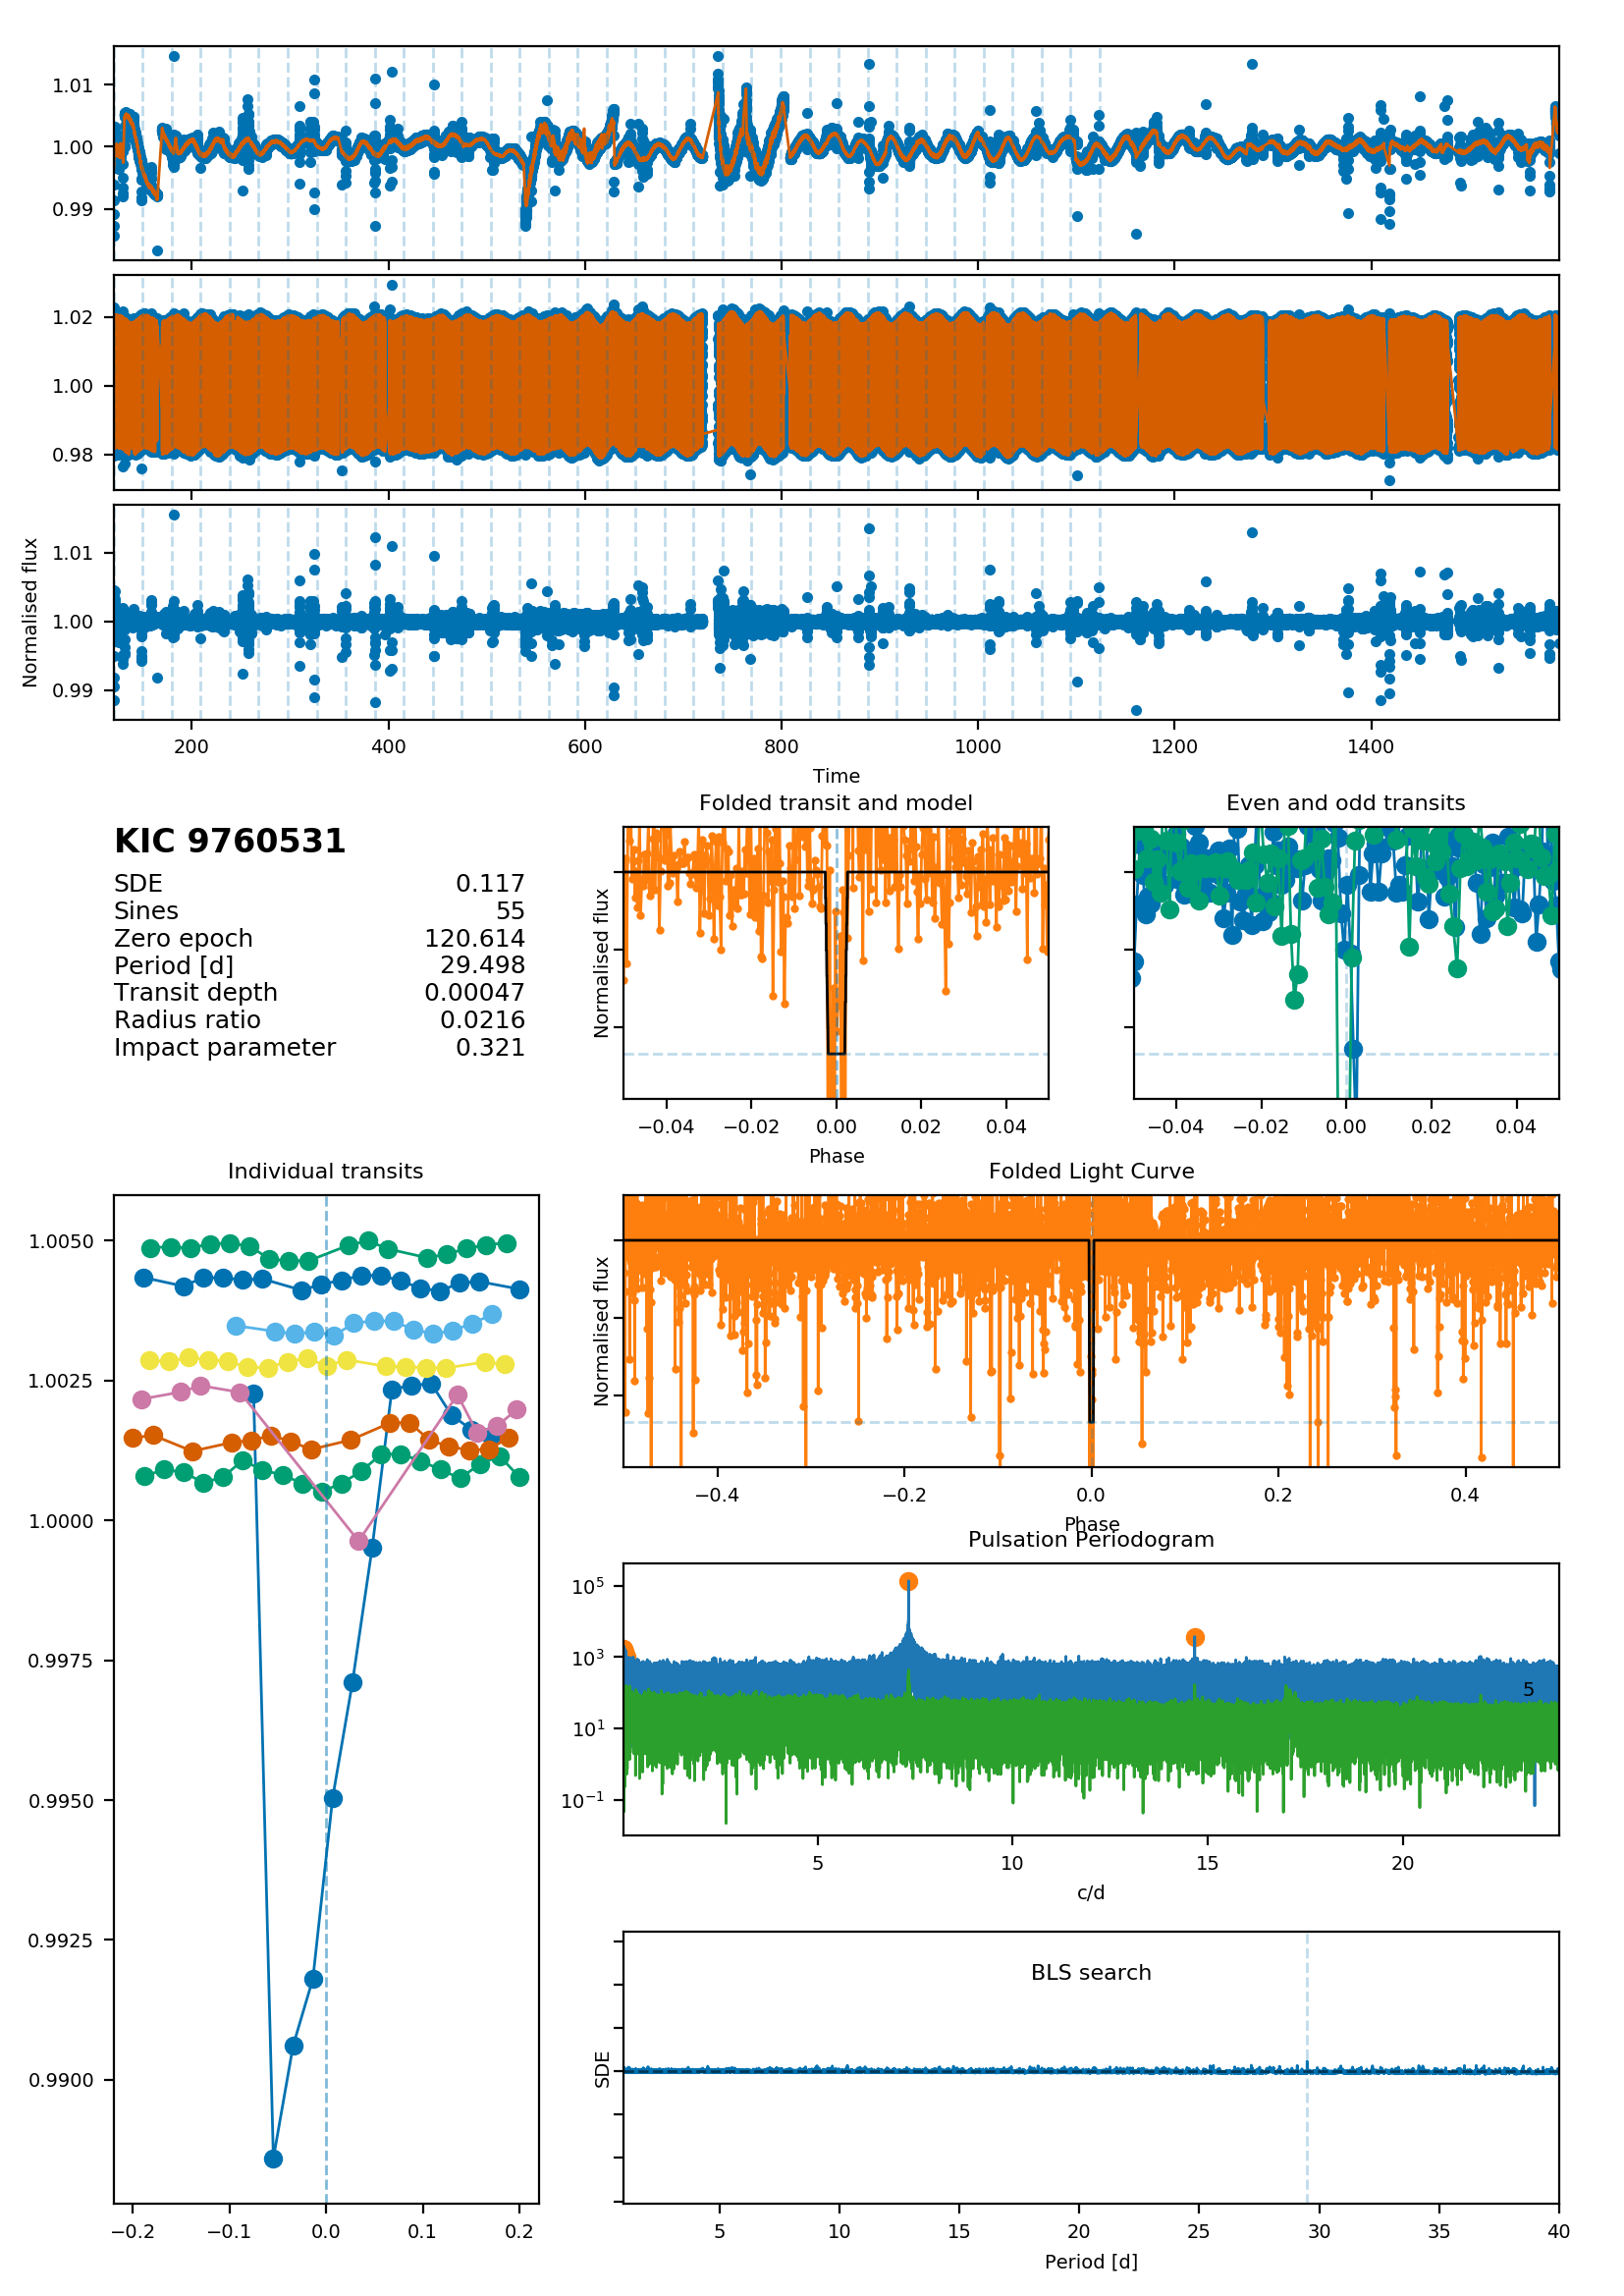 1.01
1.00
0.99
1.02
1.00
0.98
1.01
1.00
0.99
Normalised flux
200 400 600 800 1000 1200 1400
Time
KIC 9760531
SDE 0.117
Sines 55
Zero epoch 120.614
Period [d] 29.498
Transit depth 0.00047
Radius ratio 0.0216
Impact parameter 0.321
Folded transit and model
Normalised flux
−0.04 −0.02 0.00 0.02 0.04
Phase
Even and odd transits
−0.04 −0.02 0.00 0.02 0.04
Individual transits
1.0050
1.0025
1.0000
0.9975
0.9950
0.9925
0.9900
−0.2 −0.1 0.0 0.1 0.2
Folded Light Curve
Normalised flux
−0.4 −0.2 0.0 0.2 0.4
Phase
Pulsation Periodogram
10⁵
10³
10¹
10⁻¹
5
5 10 15 20
c/d
BLS search
SDE
5 10 15 20 25 30 35 40
Period [d]